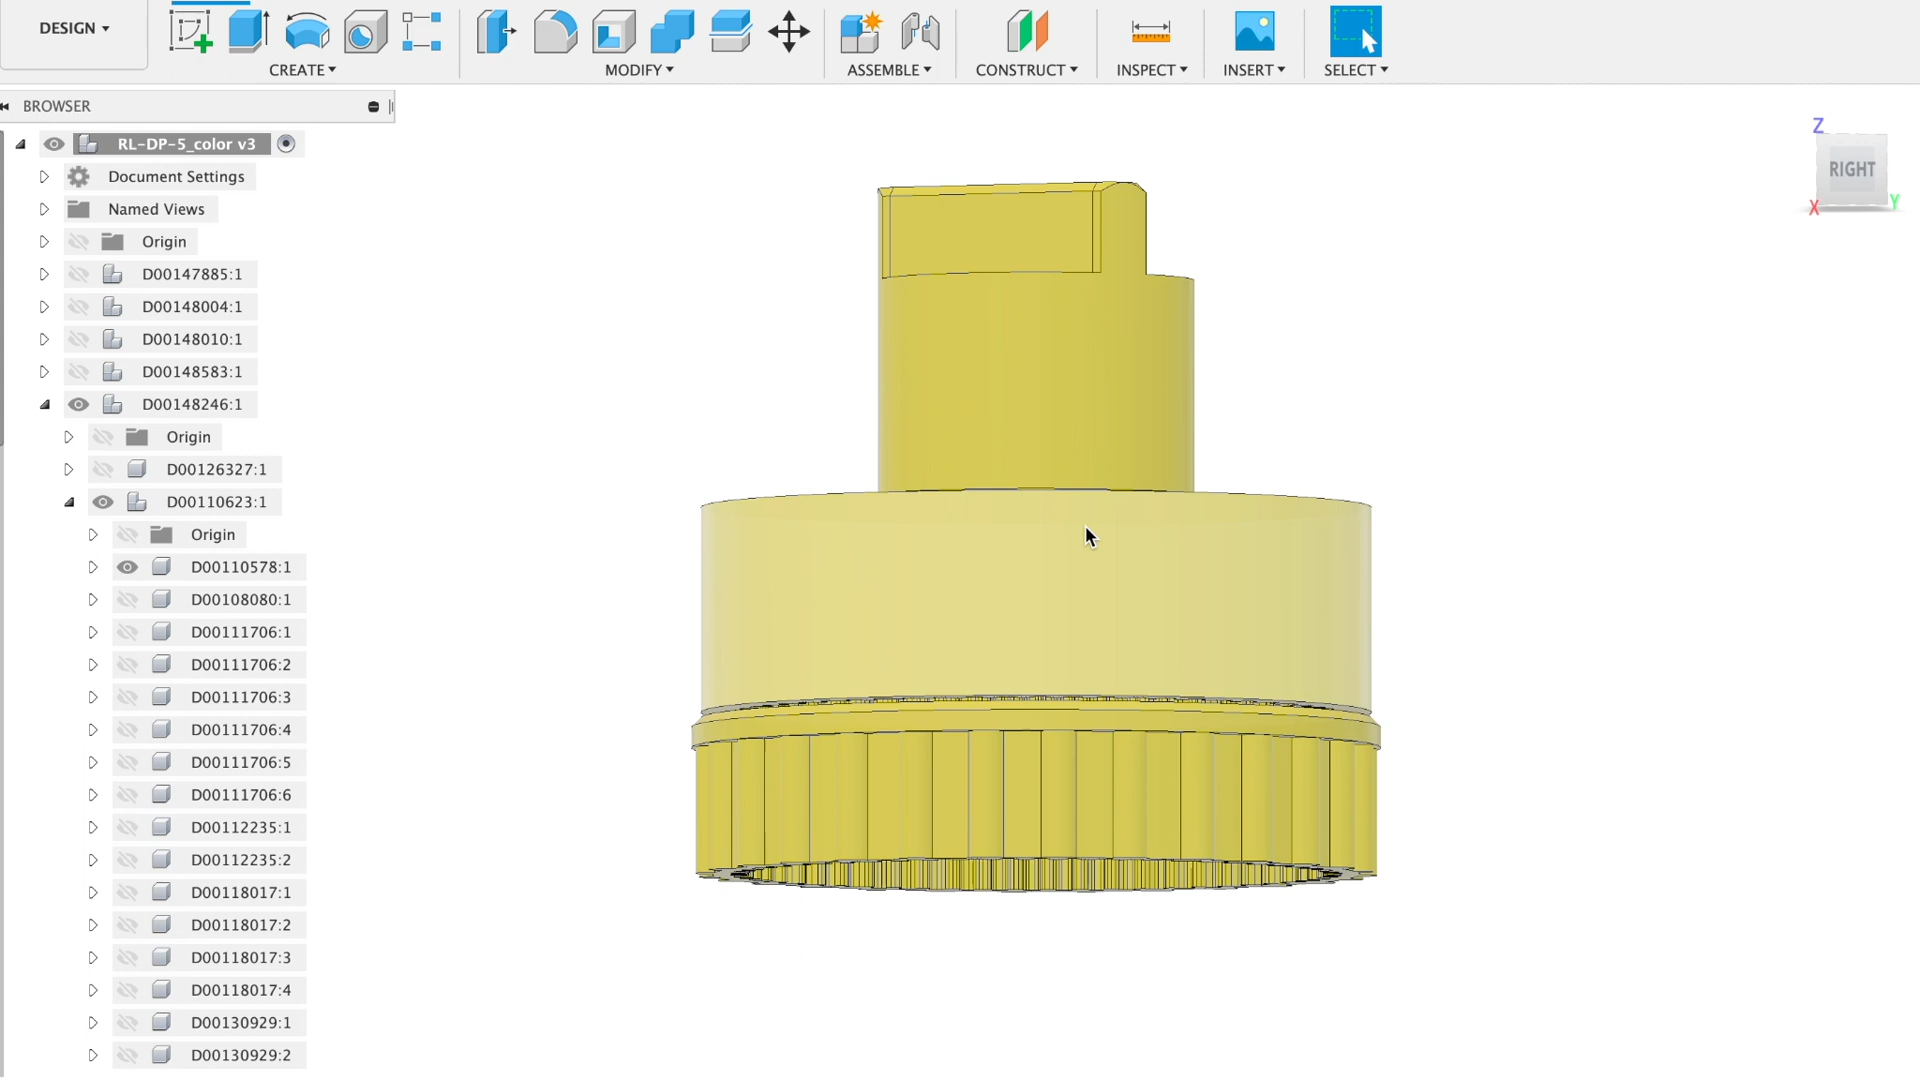 DESIGN
CREATE
MODIFY
ASSEMBLE
CONSTRUCT
INSPECT
INSERT
SELECT
BROWSER
RL-DP-5_color v3
Document Settings
Named Views
Origin
D00147885:1
D00148004:1
D00148010:1
D00148583:1
D00148246:1
Origin
D00126327:1
D00110623:1
Origin
D00110578:1
D00108080:1
D00111706:1
D00111706:2
D00111706:3
D00111706:4
D00111706:5
D00111706:6
D00112235:1
D00112235:2
D00118017:1
D00118017:2
D00118017:3
D00118017:4
D00130929:1
D00130929:2
Z
RIGHT
X
Y